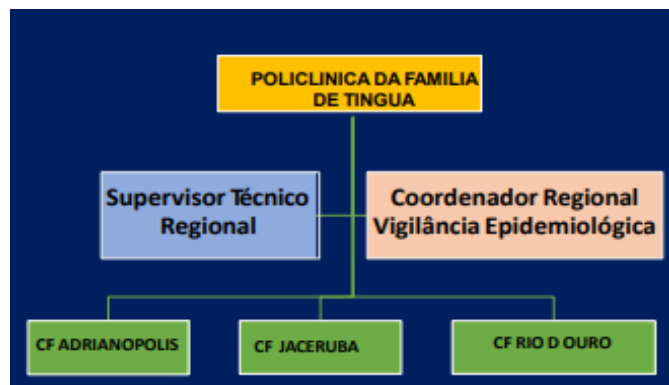 POLICLINICA DA FAMILIA
DE TINGUA
Supervisor Técnico
Regional
Coordenador Regional
Vigilância Epidemiológica
CF ADRIANOPOLIS
CF JACERUBA
CF RIO D OURO